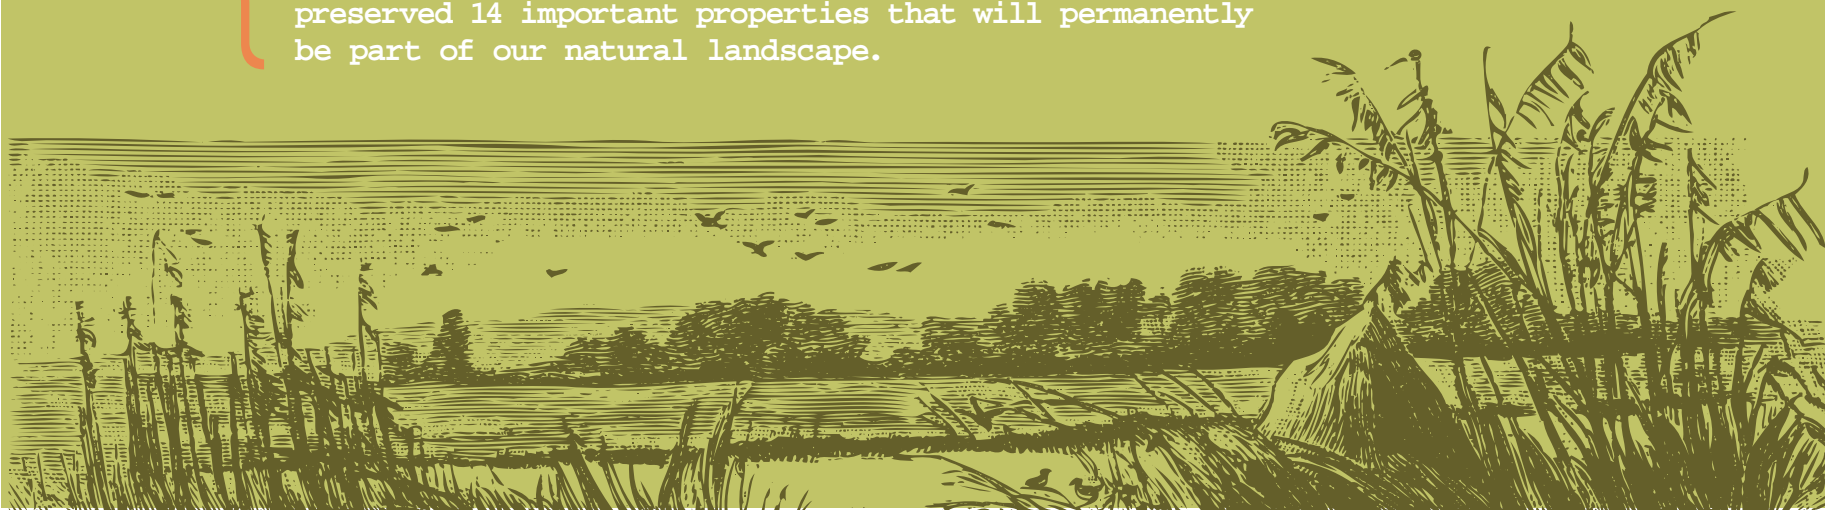 preserved 14 important properties that will permanently
be part of our natural landscape.